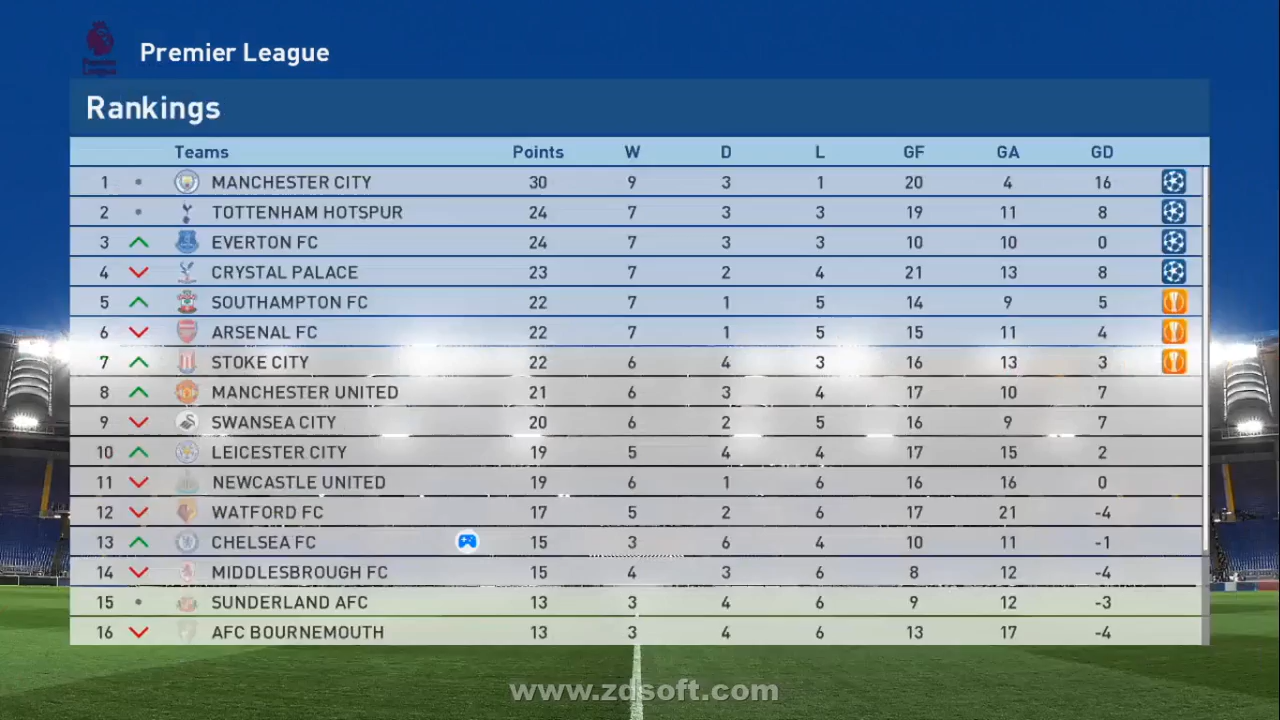 Premier League
Premier
League
Rankings
Teams Points W D L GF GA GD
1 MANCHESTER CITY 30 9 3 1 20 4 16
2 TOTTENHAM HOTSPUR 24 7 3 3 19 11 8
3 EVERTON FC 24 7 3 3 10 10 0
4 CRYSTAL PALACE 23 7 2 4 21 13 8
5 SOUTHAMPTON FC 22 7 1 5 14 9 5
6 ARSENAL FC 22 7 1 5 15 11 4
7 STOKE CITY 22 6 4 3 16 13 3
8 MANCHESTER UNITED 21 6 3 4 17 10 7
9 SWANSEA CITY 20 6 2 5 16 9 7
10 LEICESTER CITY 19 5 4 4 17 15 2
11 NEWCASTLE UNITED 19 6 1 6 16 16 0
12 WATFORD FC 17 5 2 6 17 21 -4
13 CHELSEA FC 15 3 6 4 10 11 -1
14 MIDDLESBROUGH FC 15 4 3 6 8 12 -4
15 SUNDERLAND AFC 13 3 4 6 9 12 -3
16 AFC BOURNEMOUTH 13 3 4 6 13 17 -4
www.zdsoft.com